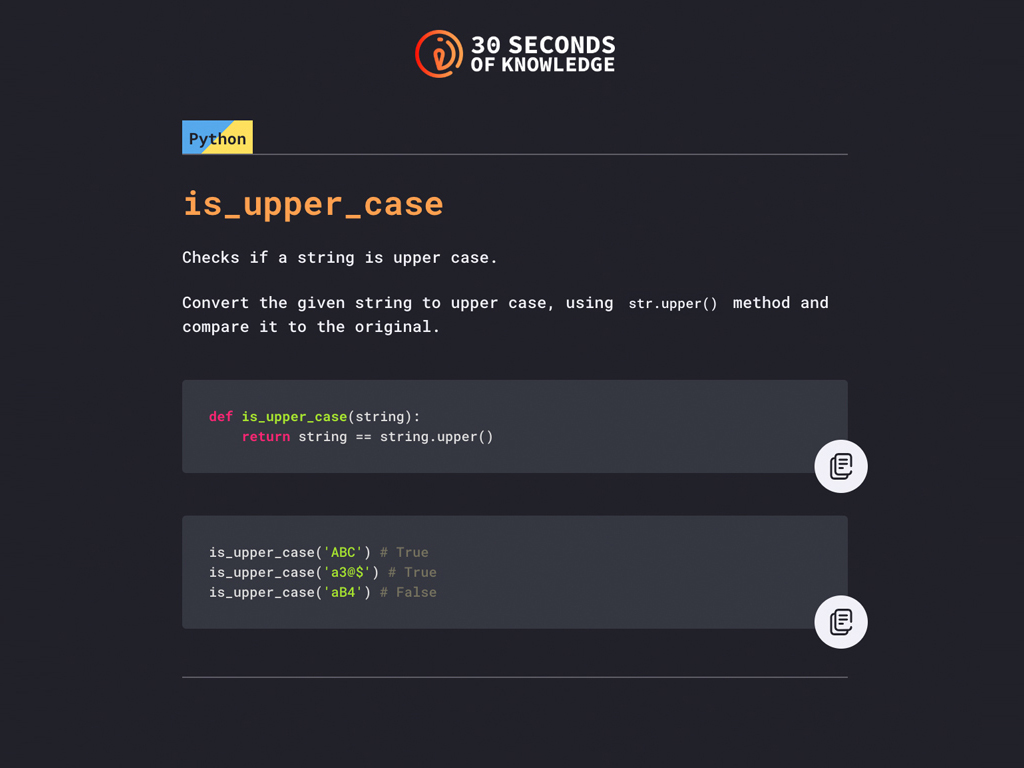 30 SECONDS
OF KNOWLEDGE
Python
is_upper_case
Checks if a string is upper case.
Convert the given string to upper case, using str.upper() method and
compare it to the original.
def is_upper_case(string):
    return string == string.upper()
is_upper_case('ABC') # True
is_upper_case('a3@$') # True
is_upper_case('aB4') # False